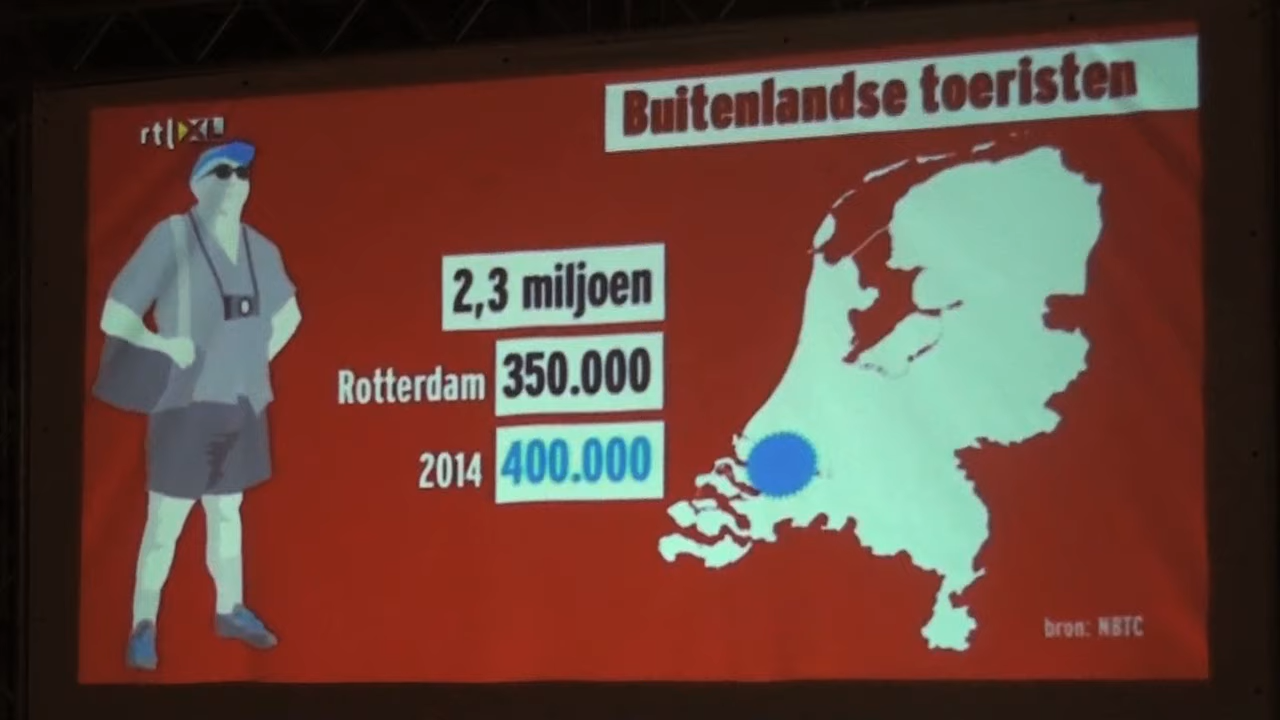 Buitenlandse toeristen
rtl XL
2,3 miljoen
Rotterdam 350.000
2014 400.000
bron: NBTC